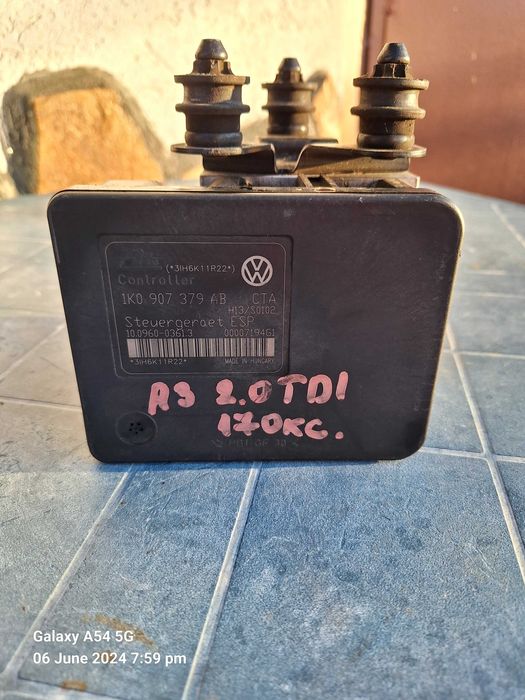 (*3IH6K11R22*)
Controller
1K0 907 379 AB CTA
H13/S0102
Steuergeraet ESP
10.0960-0361.3 00007194G1
*3IH6K11R22* MADE IN HUNGARY
A3 2.0TDI
170кс.
Galaxy A54 5G
06 June 2024 7:59 pm